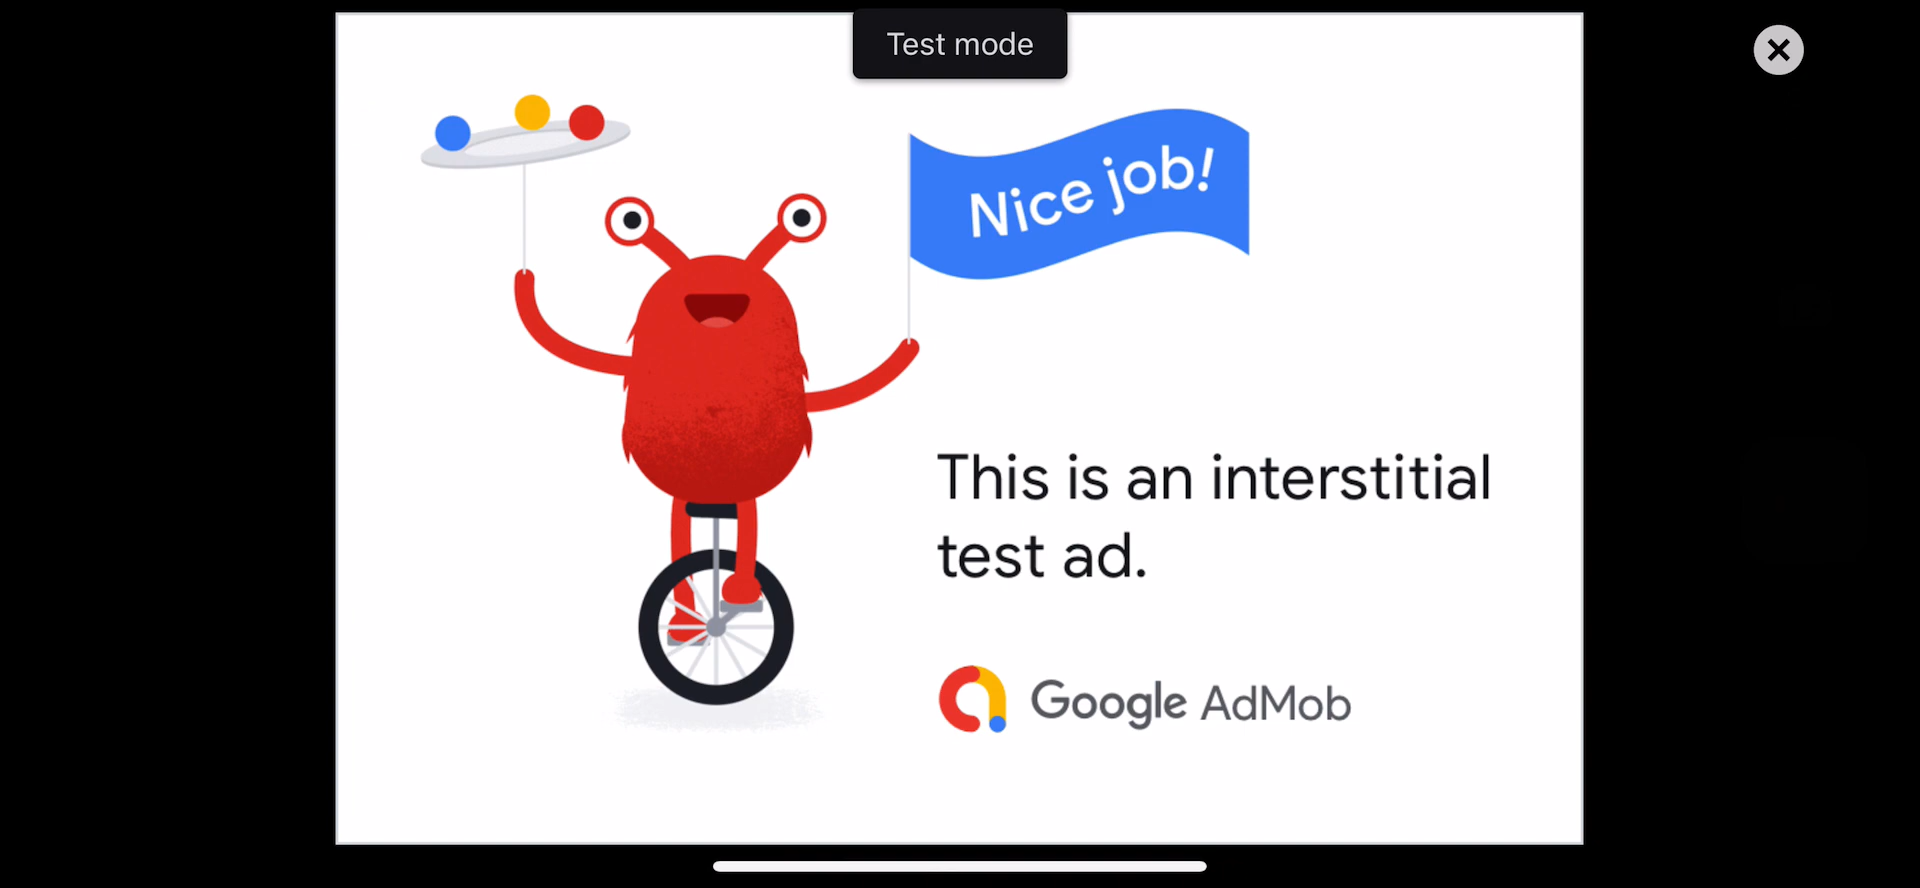 Test mode
Nice job!
This is an interstitial
test ad.
Google AdMob